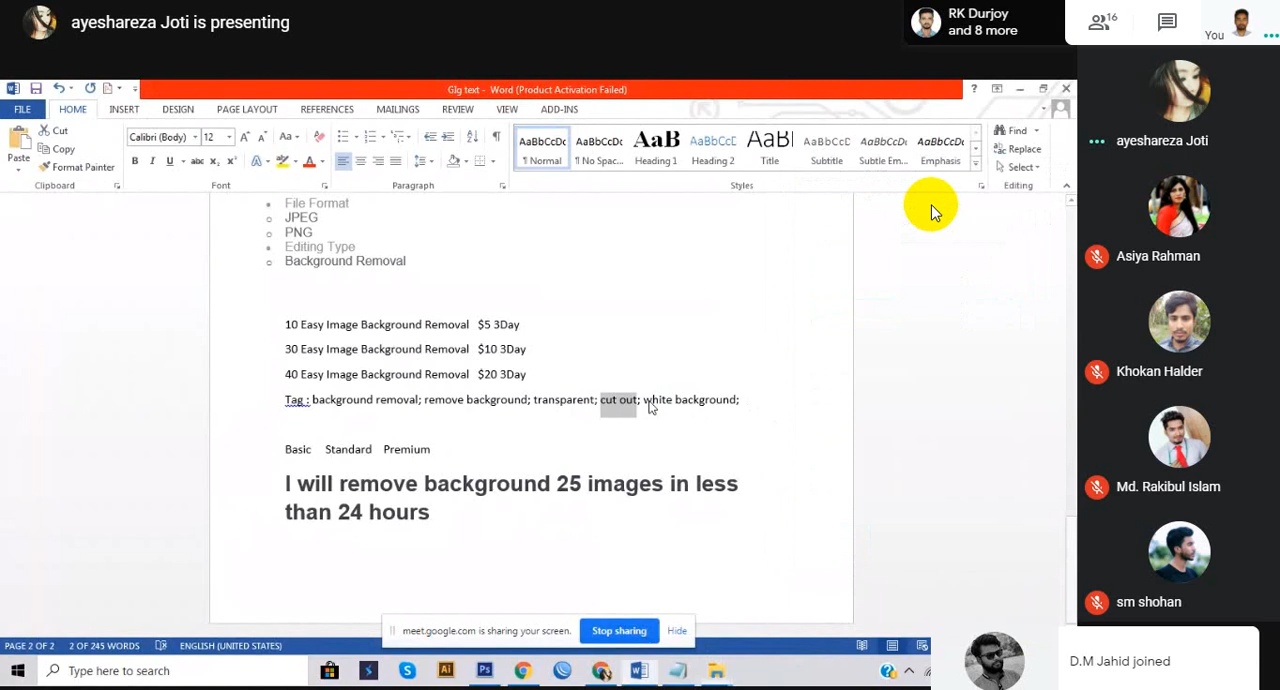 ayeshareza Joti is presenting
RK Durjoy
and 8 more
16
You
Glg text - Word (Product Activation Failed)
FILE HOME INSERT DESIGN PAGE LAYOUT REFERENCES MAILINGS REVIEW VIEW ADD-INS
Paste
Cut
Copy
Format Painter
Clipboard
Calibri (Body) 12
Font
Paragraph
AaBbCcDc AaBbCcDc AaB AaBbCcD AaB AaBbCcD AaBbCcDc AaBbCcDc
¶ Normal ¶ No Spac... Heading 1 Heading 2 Title Subtitle Subtle Em... Emphasis
Styles
Find
Replace
Select
Editing
File Format
JPEG
PNG
Editing Type
Background Removal
10 Easy Image Background Removal $5 3Day
30 Easy Image Background Removal $10 3Day
40 Easy Image Background Removal $20 3Day
Tag : background removal; remove background; transparent; cut out; white background;
Basic Standard Premium
I will remove background 25 images in less
than 24 hours
meet.google.com is sharing your screen. Stop sharing Hide
PAGE 2 OF 2 2 OF 245 WORDS ENGLISH (UNITED STATES)
Type here to search
ayeshareza Joti
Asiya Rahman
Khokan Halder
Md. Rakibul Islam
sm shohan
D.M Jahid joined